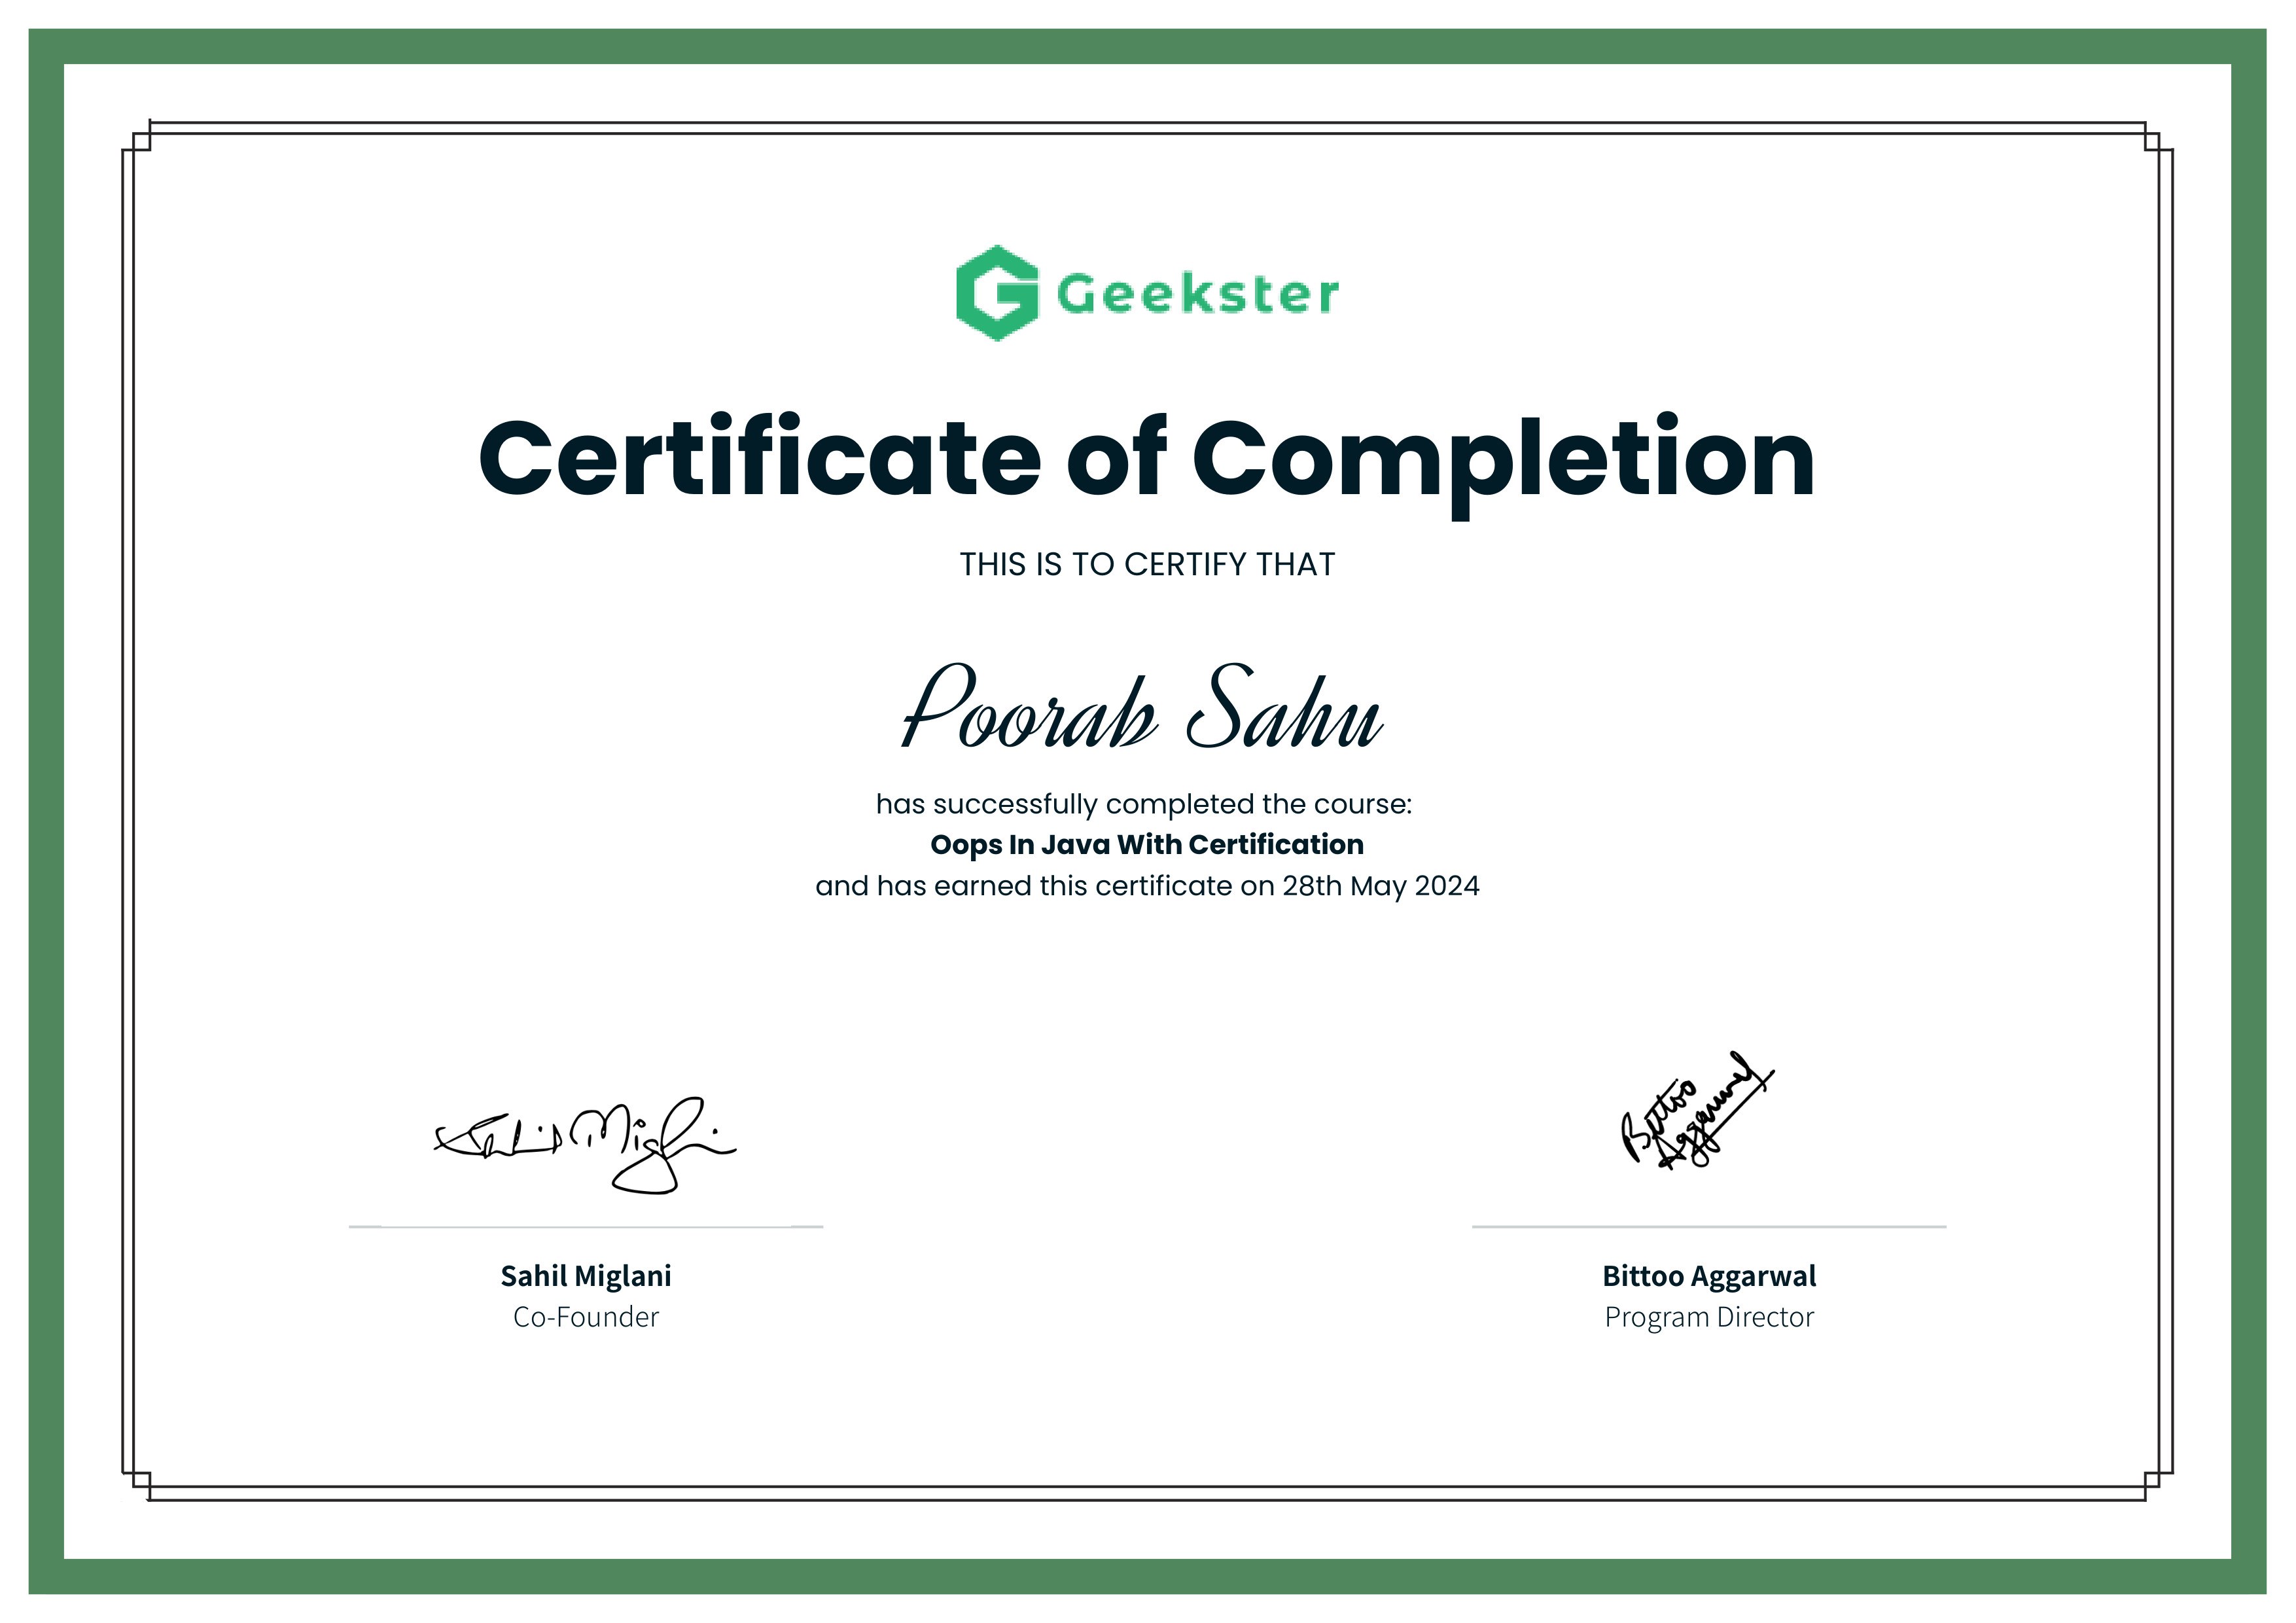 Geekster
Certificate of Completion
THIS IS TO CERTIFY THAT
Poorab Sahu
has successfully completed the course:
Oops In Java With Certification
and has earned this certificate on 28th May 2024
Sahil Miglani
Bittoo
Aggarwal
Sahil Miglani
Co-Founder
Bittoo Aggarwal
Program Director